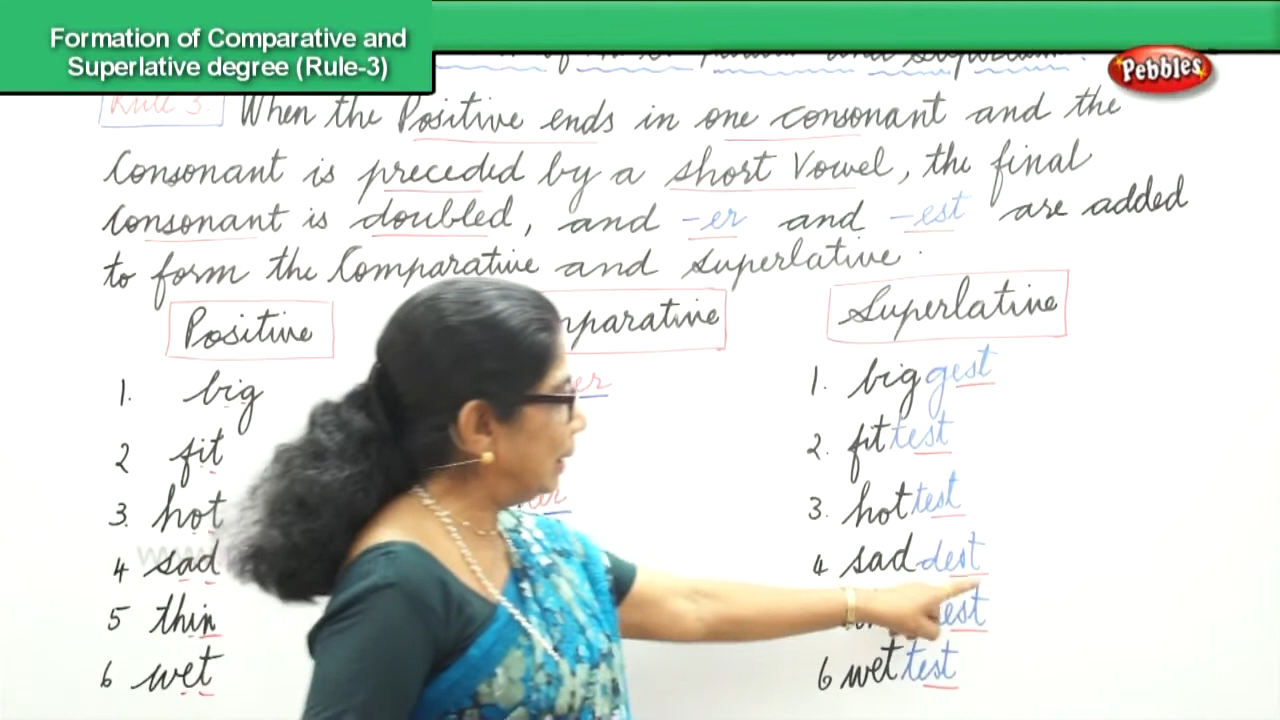 Formation of Comparative and
Superlative degree (Rule-3)
Pebbles
Rule 3. When the Positive ends in one consonant and the
Consonant is preceded by a short Vowel, the final
Consonant is doubled, and -er and -est are added
to form the Comparative and Superlative.
Positive Superlative
1. big er 1. biggest
2 fit 2. fittest
3. hot 3. hottest
4 sad 4 saddest
5 thin est
6 wet 6 wettest